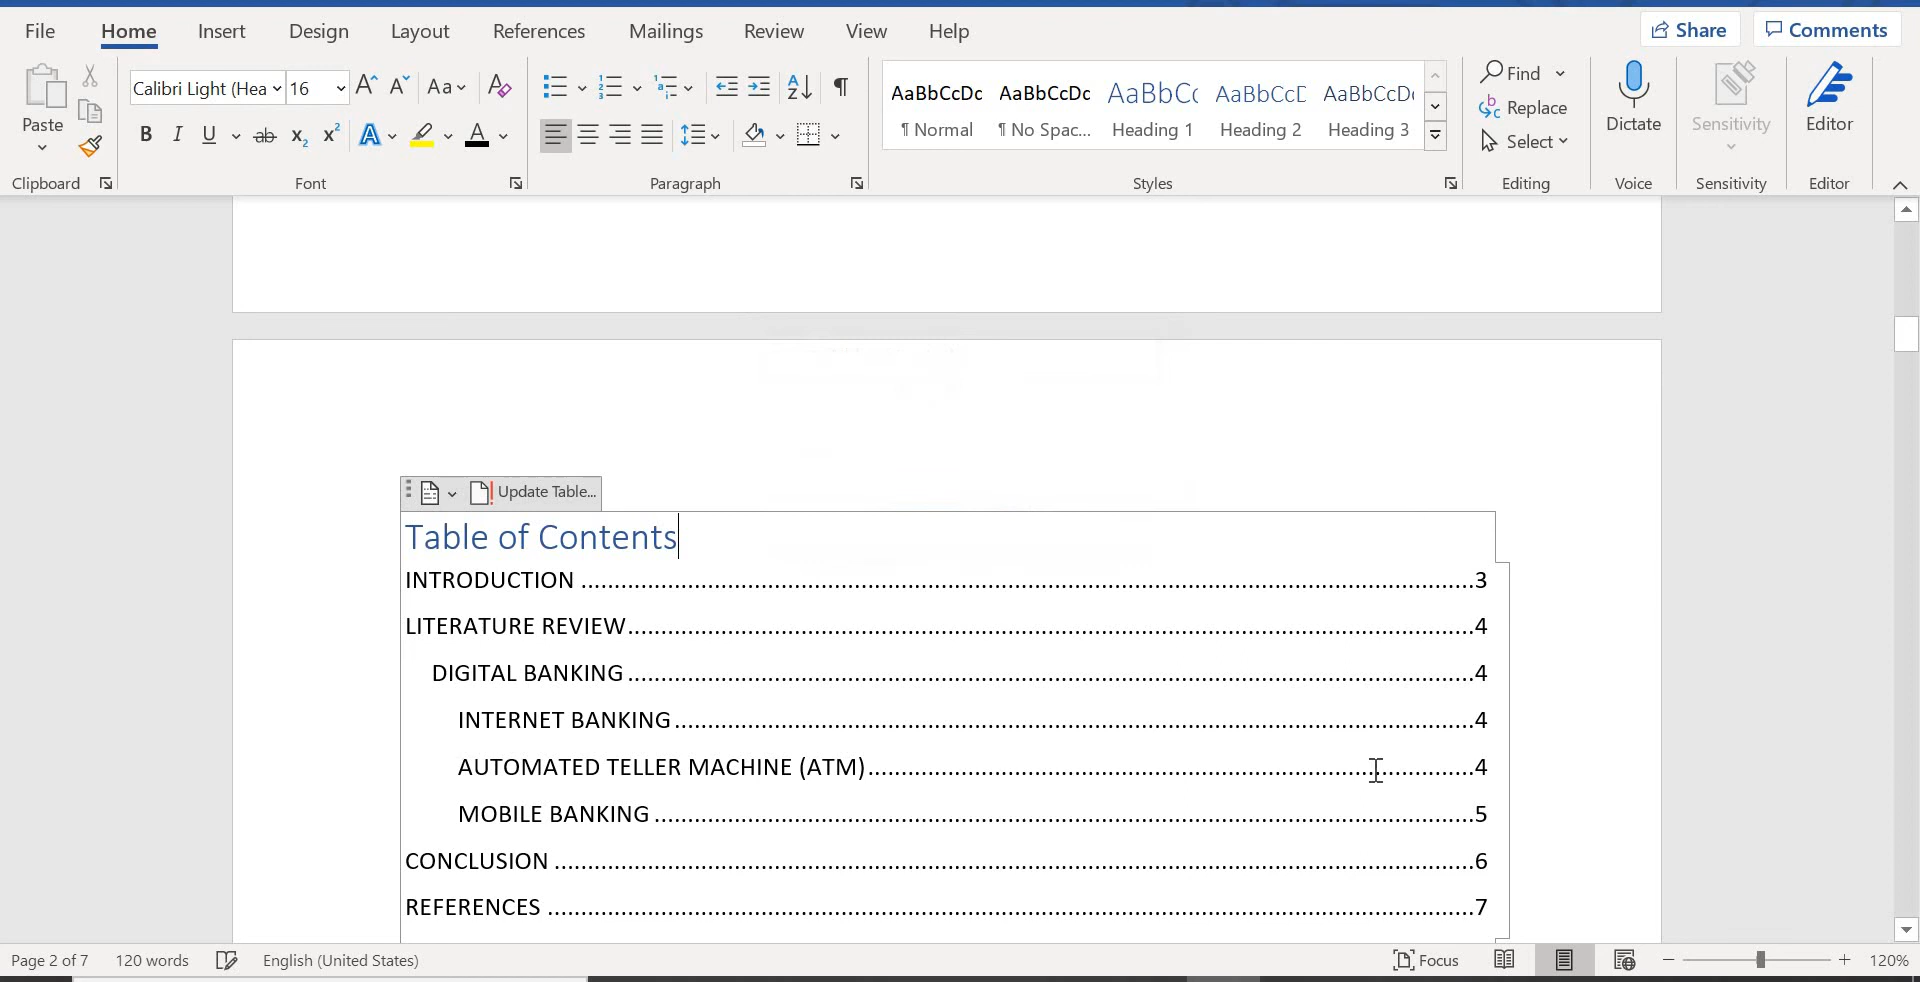 File Home Insert Design Layout References Mailings Review View Help Share Comments
Calibri Light (Hea 16 Aa AaBbCcDc AaBbCcDc AaBbCc AaBbCcD AaBbCcD Find
Paste B I U ab x2 x2 A A ¶ Normal ¶ No Spac... Heading 1 Heading 2 Heading 3 Replace Dictate Sensitivity Editor
Select
Clipboard Font Paragraph Styles Editing Voice Sensitivity Editor
Update Table...
Table of Contents
INTRODUCTION ........................................................................................................................................3
LITERATURE REVIEW................................................................................................................................4
DIGITAL BANKING ................................................................................................................................4
INTERNET BANKING.........................................................................................................................4
AUTOMATED TELLER MACHINE (ATM)...........................................................................................4
MOBILE BANKING ............................................................................................................................5
CONCLUSION ...........................................................................................................................................6
REFERENCES ............................................................................................................................................7
Page 2 of 7 120 words English (United States) Focus 120%